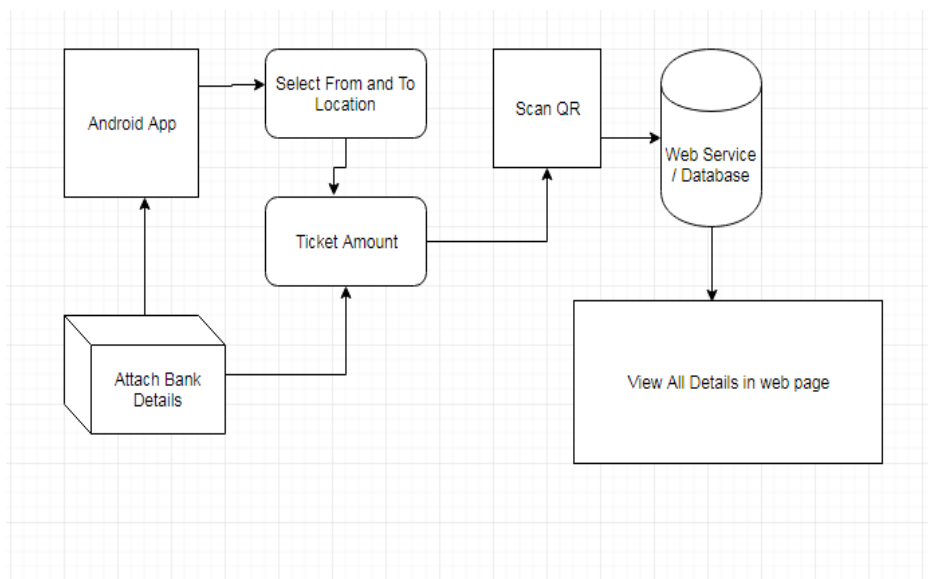 Android App
Select From and To
Location
Scan QR
Web Service
/ Database
Ticket Amount
Attach Bank
Details
View All Details in web page